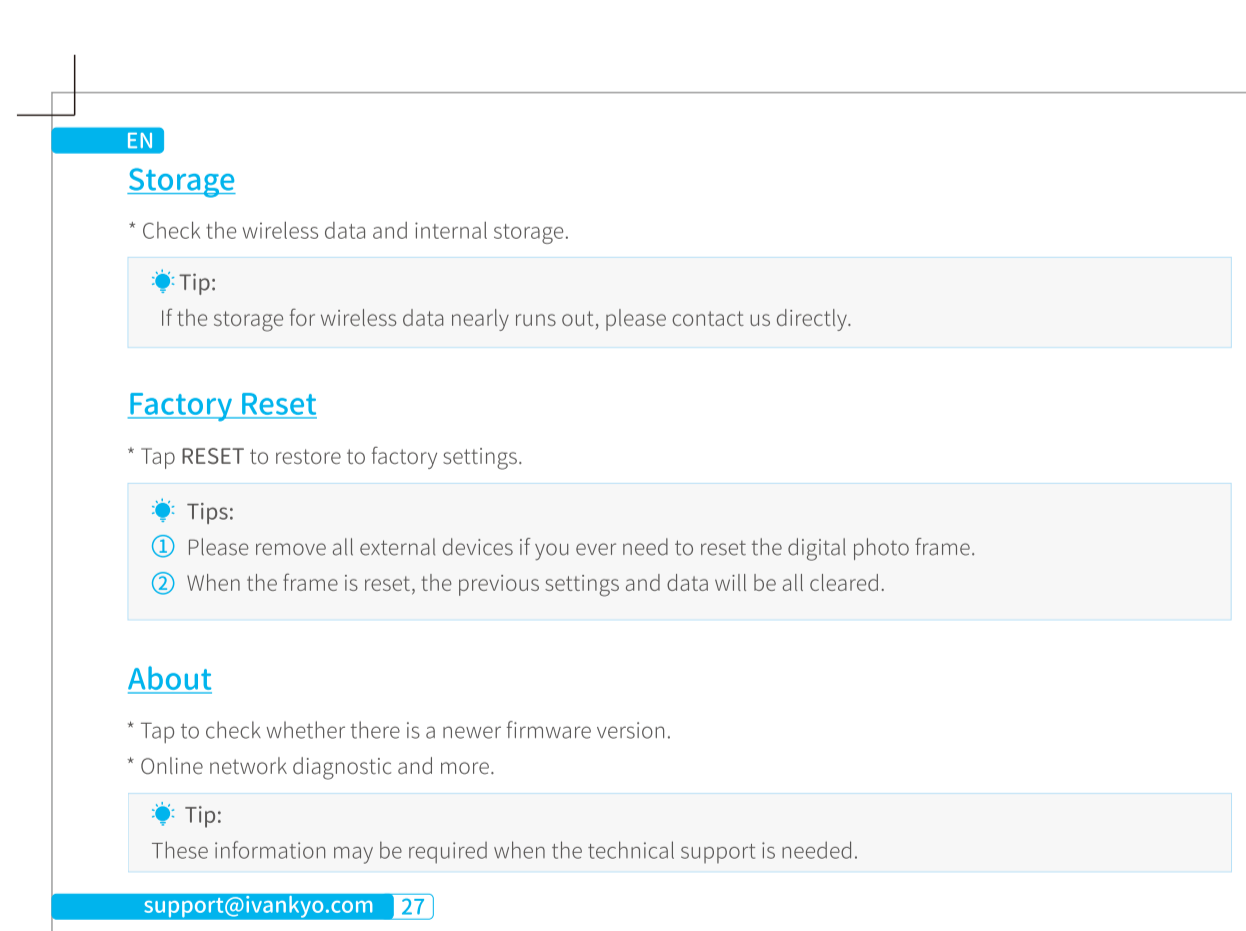 EN
Storage
* Check the wireless data and internal storage.
Tip:
If the storage for wireless data nearly runs out, please contact us directly.
Factory Reset
* Tap RESET to restore to factory settings.
Tips:
① Please remove all external devices if you ever need to reset the digital photo frame.
② When the frame is reset, the previous settings and data will be all cleared.
About
* Tap to check whether there is a newer firmware version.
* Online network diagnostic and more.
Tip:
These information may be required when the technical support is needed.
support@ivankyo.com 27